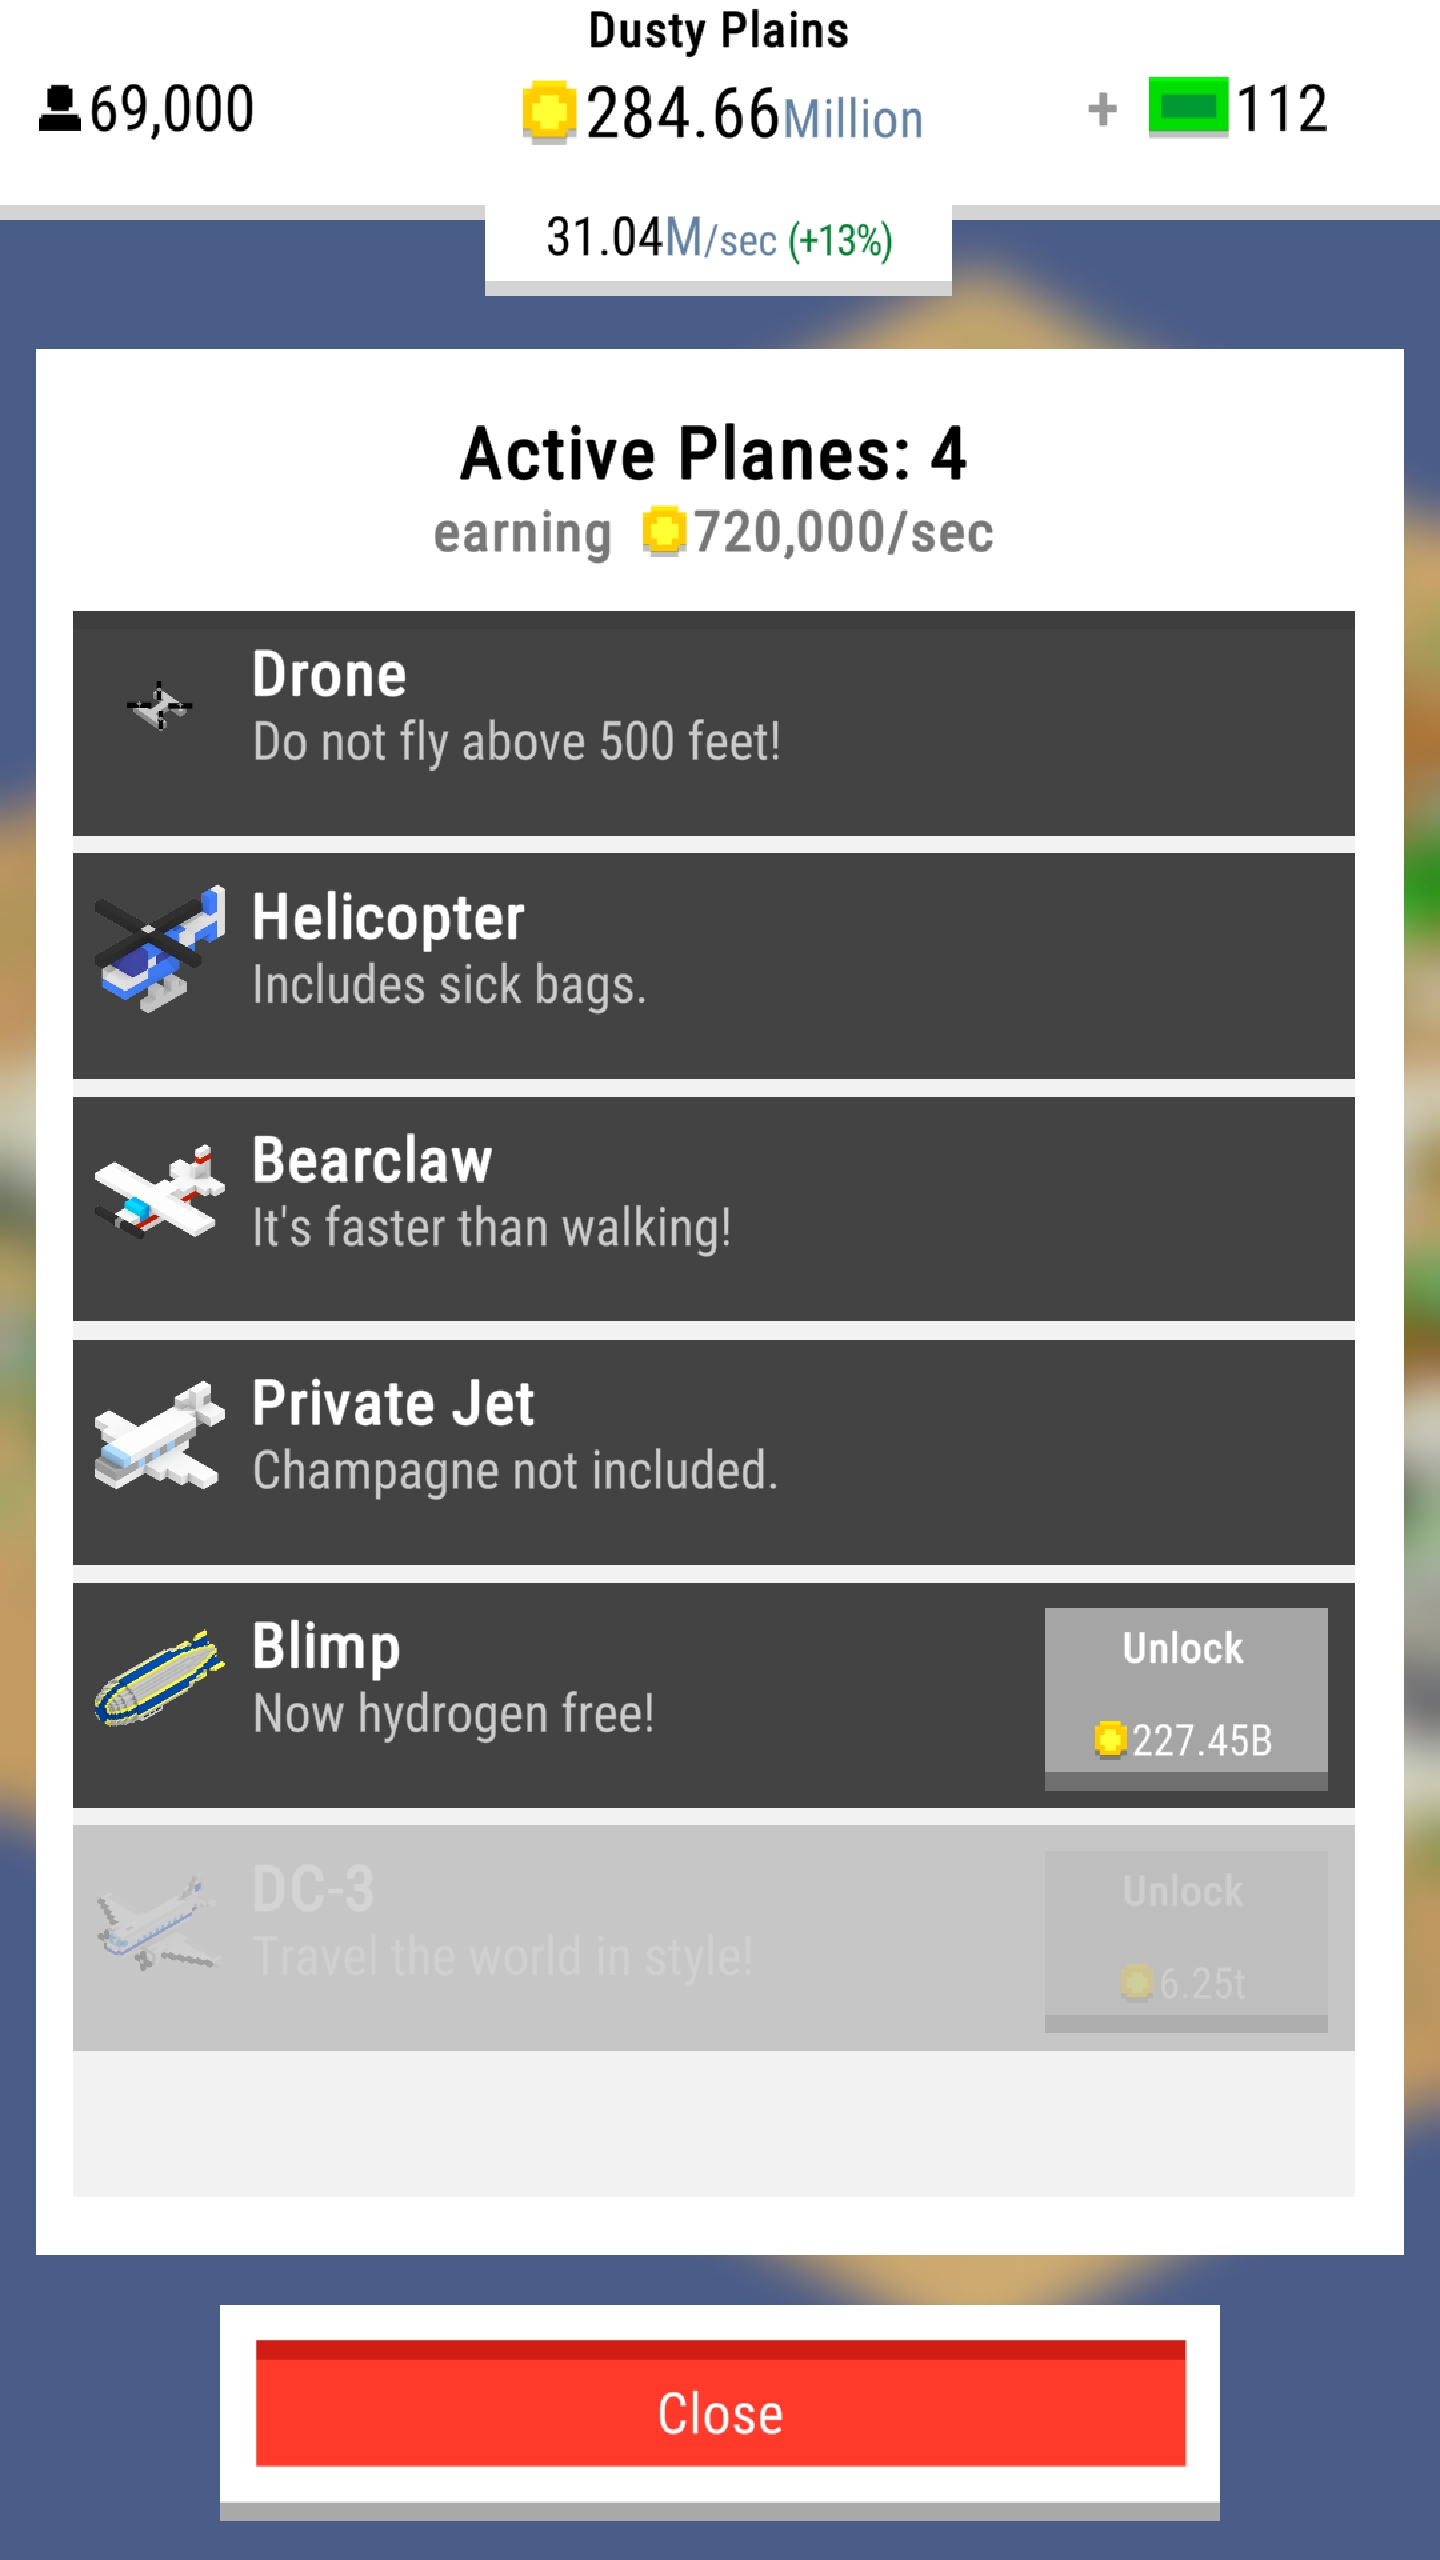 Dusty Plains
69,000
284.66Million
+ 112
31.04M/sec (+13%)
Active Planes: 4
earning 720,000/sec
Drone
Do not fly above 500 feet!
Helicopter
Includes sick bags.
Bearclaw
It's faster than walking!
Private Jet
Champagne not included.
Blimp
Now hydrogen free!
Unlock
227.45B
DC-3
Travel the world in style!
Unlock
6.25t
Close